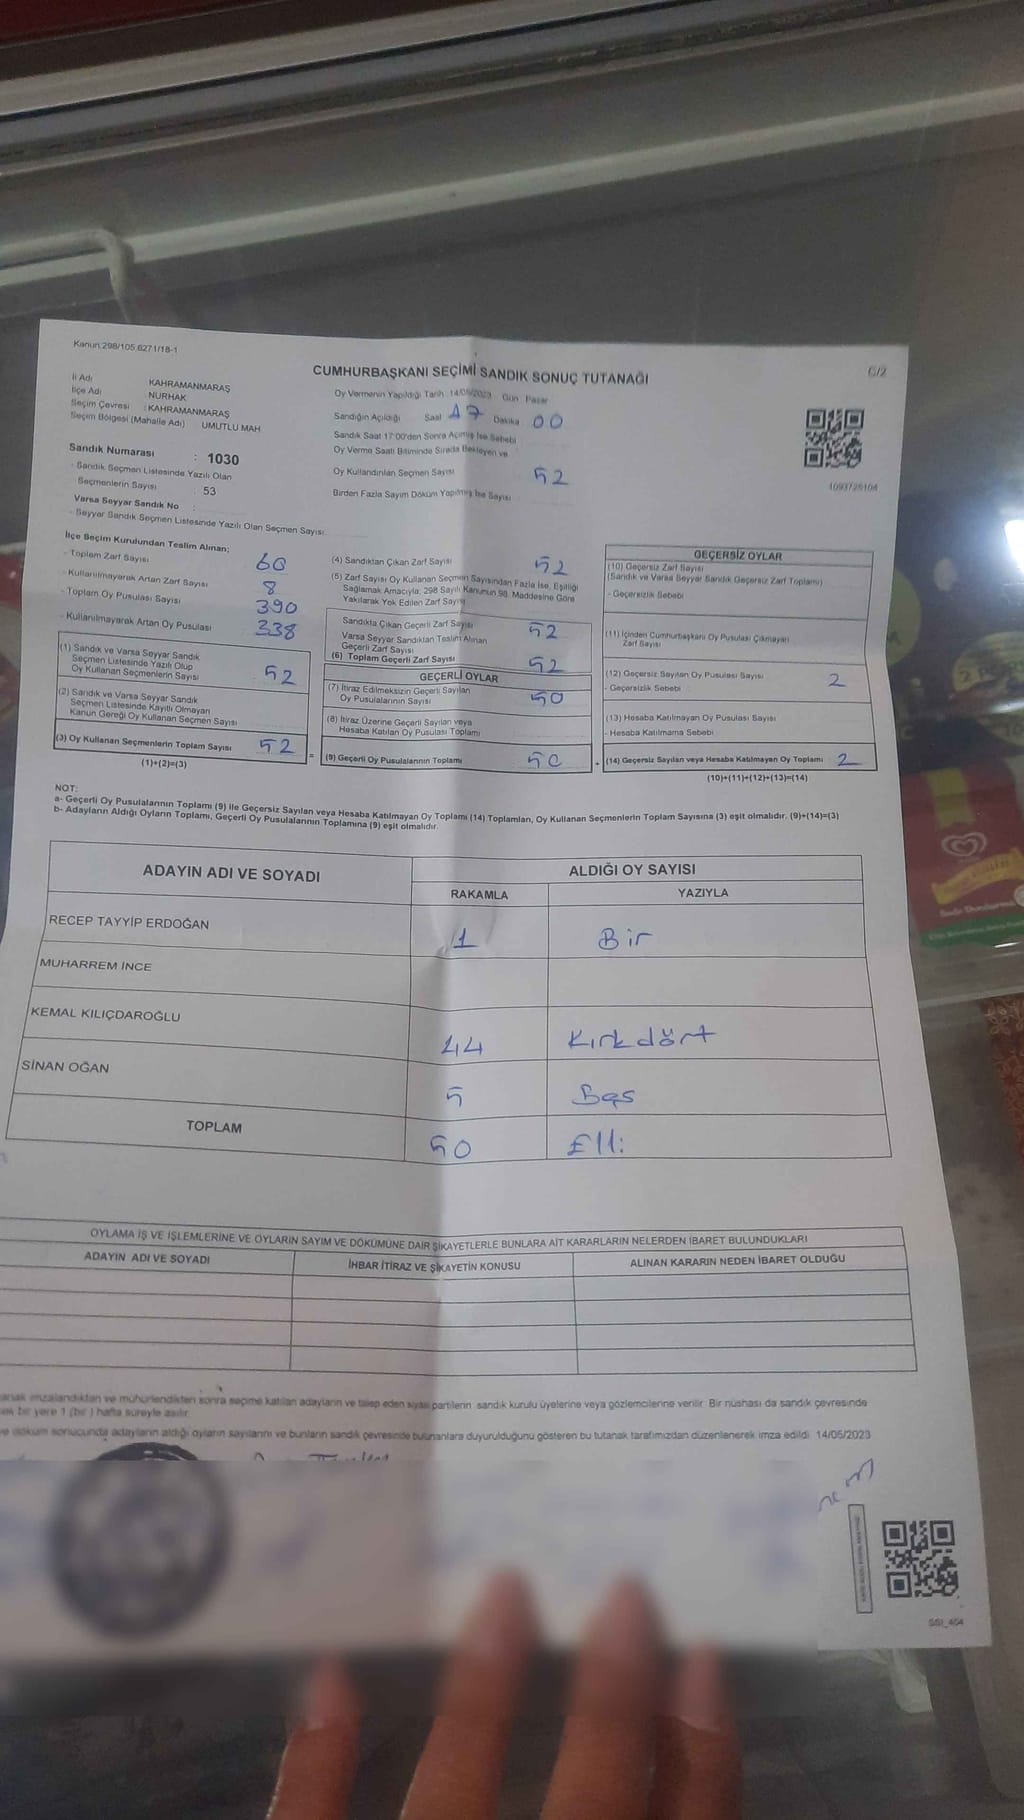 Kanun:298/105.6271/18-1
CUMHURBAŞKANI SEÇİMİ SANDIK SONUÇ TUTANAĞI
C/2
İl Adı KAHRAMANMARAŞ
İlçe Adı NURHAK
Seçim Çevresi : KAHRAMANMARAŞ
Seçim Bölgesi (Mahalle Adı) UMUTLU MAH
Sandık Numarası : 1030
- Sandık Seçmen Listesinde Yazılı Olan
Seçmenlerin Sayısı : 53
Varsa Seyyar Sandık No :
- Seyyar Sandık Seçmen Listesinde Yazılı Olan Seçmen Sayısı:
Oy Vermenin Yapıldığı Tarih 14/05/2023 Gün Pazar
Sandığın Açıldığı Saat 17 Dakika 00
Sandık Saat 17:00'den Sonra Açılmış İse Sebebi
Oy Verme Saati Bitiminde Sırada Bekleyen ve
Oy Kullandırılan Seçmen Sayısı 52
Birden Fazla Sayım Döküm Yapılmış İse Sayısı
1093725104
İlçe Seçim Kurulundan Teslim Alınan;
- Toplam Zarf Sayısı 60
- Kullanılmayarak Artan Zarf Sayısı 8
- Toplam Oy Pusulası Sayısı 390
- Kullanılmayarak Artan Oy Pusulası 338
(1) Sandık ve Varsa Seyyar Sandık
Seçmen Listesinde Yazılı Olup
Oy Kullanan Seçmenlerin Sayısı 52
(2) Sandık ve Varsa Seyyar Sandık
Seçmen Listesinde Kayıtlı Olmayan
Kanun Gereği Oy Kullanan Seçmen Sayısı
(3) Oy Kullanan Seçmenlerin Toplam Sayısı 52
(1)+(2)=(3)
(4) Sandıktan Çıkan Zarf Sayısı 52
(5) Zarf Sayısı Oy Kullanan Seçmen Sayısından Fazla İse, Eşitliği
Sağlamak Amacıyla, 298 Sayılı Kanunun 98. Maddesine Göre
Yakılarak Yok Edilen Zarf Sayısı
Sandıkta Çıkan Geçerli Zarf Sayısı 52
Varsa Seyyar Sandıktan Teslim Alınan
Geçerli Zarf Sayısı
(6) Toplam Geçerli Zarf Sayısı 52
GEÇERLİ OYLAR
(7) İtiraz Edilmeksizin Geçerli Sayılan
Oy Pusulalarının Sayısı 50
(8) İtiraz Üzerine Geçerli Sayılan veya
Hesaba Katılan Oy Pusulası Toplamı
= (9) Geçerli Oy Pusulalarının Toplamı 50
GEÇERSİZ OYLAR
(10) Geçersiz Zarf Sayısı
(Sandık ve Varsa Seyyar Sandık Geçersiz Zarf Toplamı)
- Geçersizlik Sebebi
(11) İçinden Cumhurbaşkanı Oy Pusulası Çıkmayan
Zarf Sayısı
(12) Geçersiz Sayılan Oy Pusulası Sayısı 2
- Geçersizlik Sebebi
(13) Hesaba Katılmayan Oy Pusulası Sayısı
- Hesaba Katılmama Sebebi
+ (14) Geçersiz Sayılan veya Hesaba Katılmayan Oy Toplamı 2
(10)+(11)+(12)+(13)=(14)
NOT:
a- Geçerli Oy Pusulalarının Toplamı (9) ile Geçersiz Sayılan veya Hesaba Katılmayan Oy Toplamı (14) Toplamları, Oy Kullanan Seçmenlerin Toplam Sayısına (3) eşit olmalıdır. (9)+(14)=(3)
b- Adayların Aldığı Oyların Toplamı, Geçerli Oy Pusulalarının Toplamına (9) eşit olmalıdır.
ADAYIN ADI VE SOYADI ALDIĞI OY SAYISI
RAKAMLA YAZIYLA
RECEP TAYYİP ERDOĞAN 1 Bir
MUHARREM İNCE
KEMAL KILIÇDAROĞLU 44 Kırkdört
SİNAN OĞAN 5 Beş
TOPLAM 50 Elli
OYLAMA İŞ VE İŞLEMLERİNE VE OYLARIN SAYIM VE DÖKÜMÜNE DAİR ŞİKAYETLERLE BUNLARA AİT KARARLARIN NELERDEN İBARET BULUNDUKLARI
ADAYIN ADI VE SOYADI İHBAR İTİRAZ VE ŞİKAYETİN KONUSU ALINAN KARARIN NEDEN İBARET OLDUĞU
imzalandıktan ve mühürlendikten sonra seçime katılan adayların ve talep eden siyasi partilerin sandık kurulu üyelerine veya gözlemcilerine verilir. Bir nüshası da sandık çevresinde
bir yere 1 (bir) hafta süreyle asılır.
döküm sonucunda adayların aldığı oyların sayılarını ve bunların sandık çevresinde bulunanlara duyurulduğunu gösteren bu tutanak tarafımızdan düzenlenerek imza edildi. 14/05/2023
SSI_404